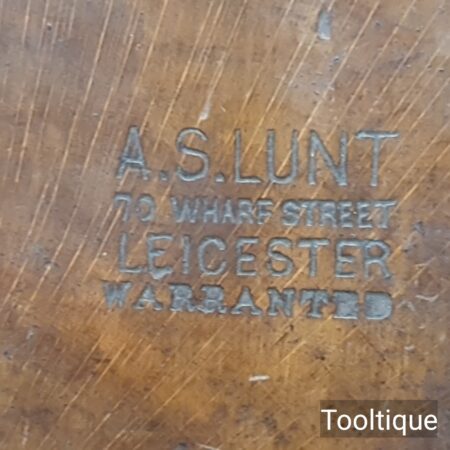 A.S.LUNT
70 WHARF STREET
LEICESTER
WARRANTED
Tooltique